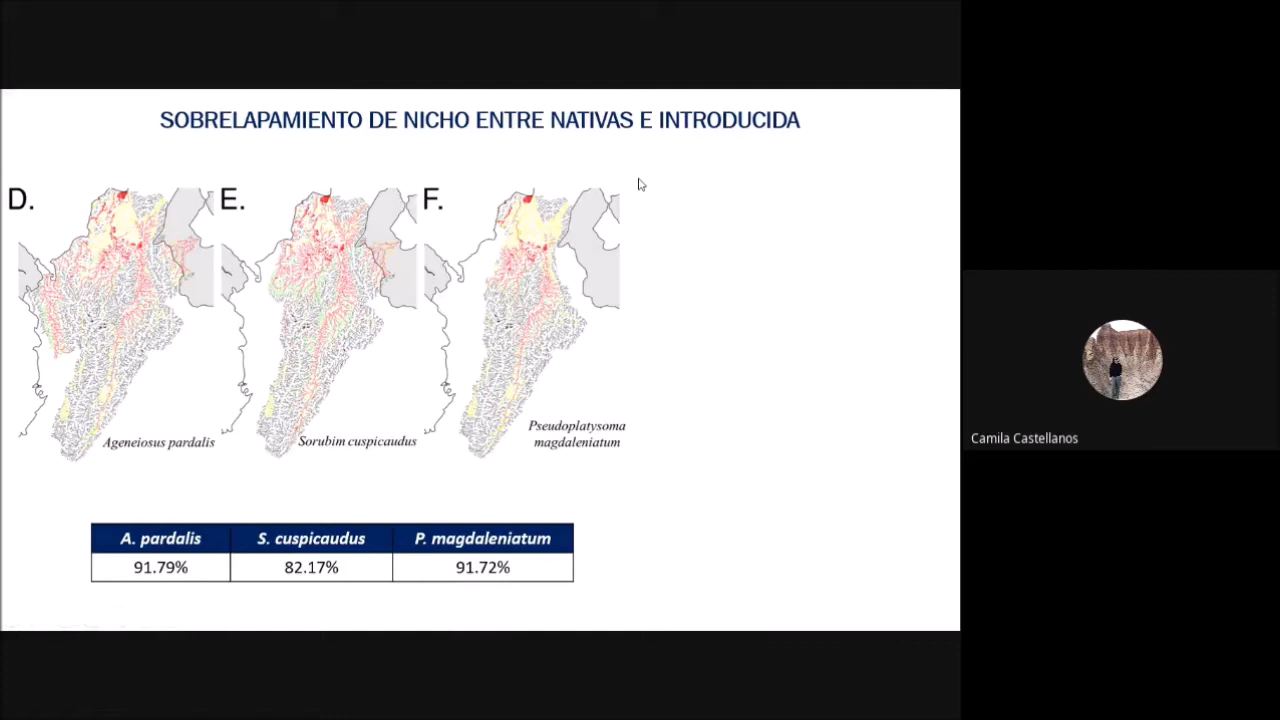 SOBRELAPAMIENTO DE NICHO ENTRE NATIVAS E INTRODUCIDA
D.
E.
F.
Ageneiosus pardalis
Sorubim cuspicaudus
Pseudoplatysoma
magdaleniatum
A. pardalis S. cuspicaudus P. magdaleniatum
91.79% 82.17% 91.72%
Camila Castellanos